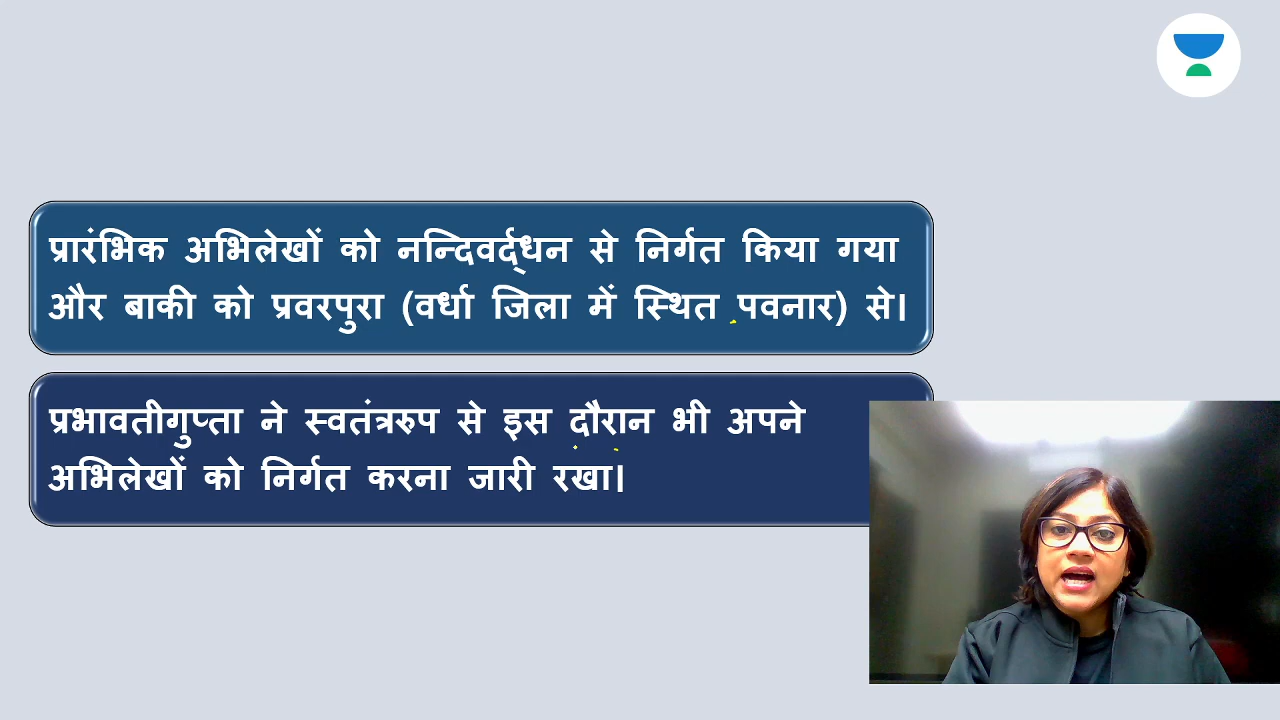 प्रारंभिक अभिलेखों को नन्दिवर्द्धन से निर्गत किया गया
और बाकी को प्रवरपुरा (वर्धा जिला में स्थित पवनार) से।
प्रभावतीगुप्ता ने स्वतंत्ररुप से इस दौरान भी अपने
अभिलेखों को निर्गत करना जारी रखा।